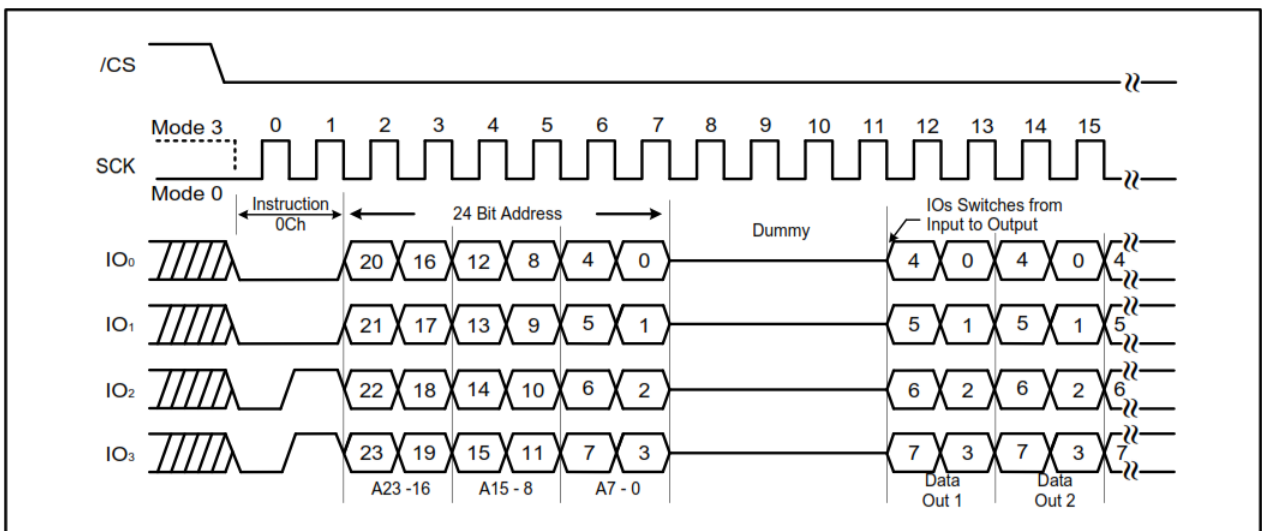 /CS
Mode 3 0 1 2 3 4 5 6 7 8 9 10 11 12 13 14 15
SCK
Mode 0
Instruction
0Ch
24 Bit Address
Dummy
IOs Switches from
Input to Output
IO₀ 20 16 12 8 4 0 4 0 4 0 4
IO₁ 21 17 13 9 5 1 5 1 5 1 5
IO₂ 22 18 14 10 6 2 6 2 6 2 6
IO₃ 23 19 15 11 7 3 7 3 7 3 7
A23 -16 A15 - 8 A7 - 0
Data
Out 1
Data
Out 2